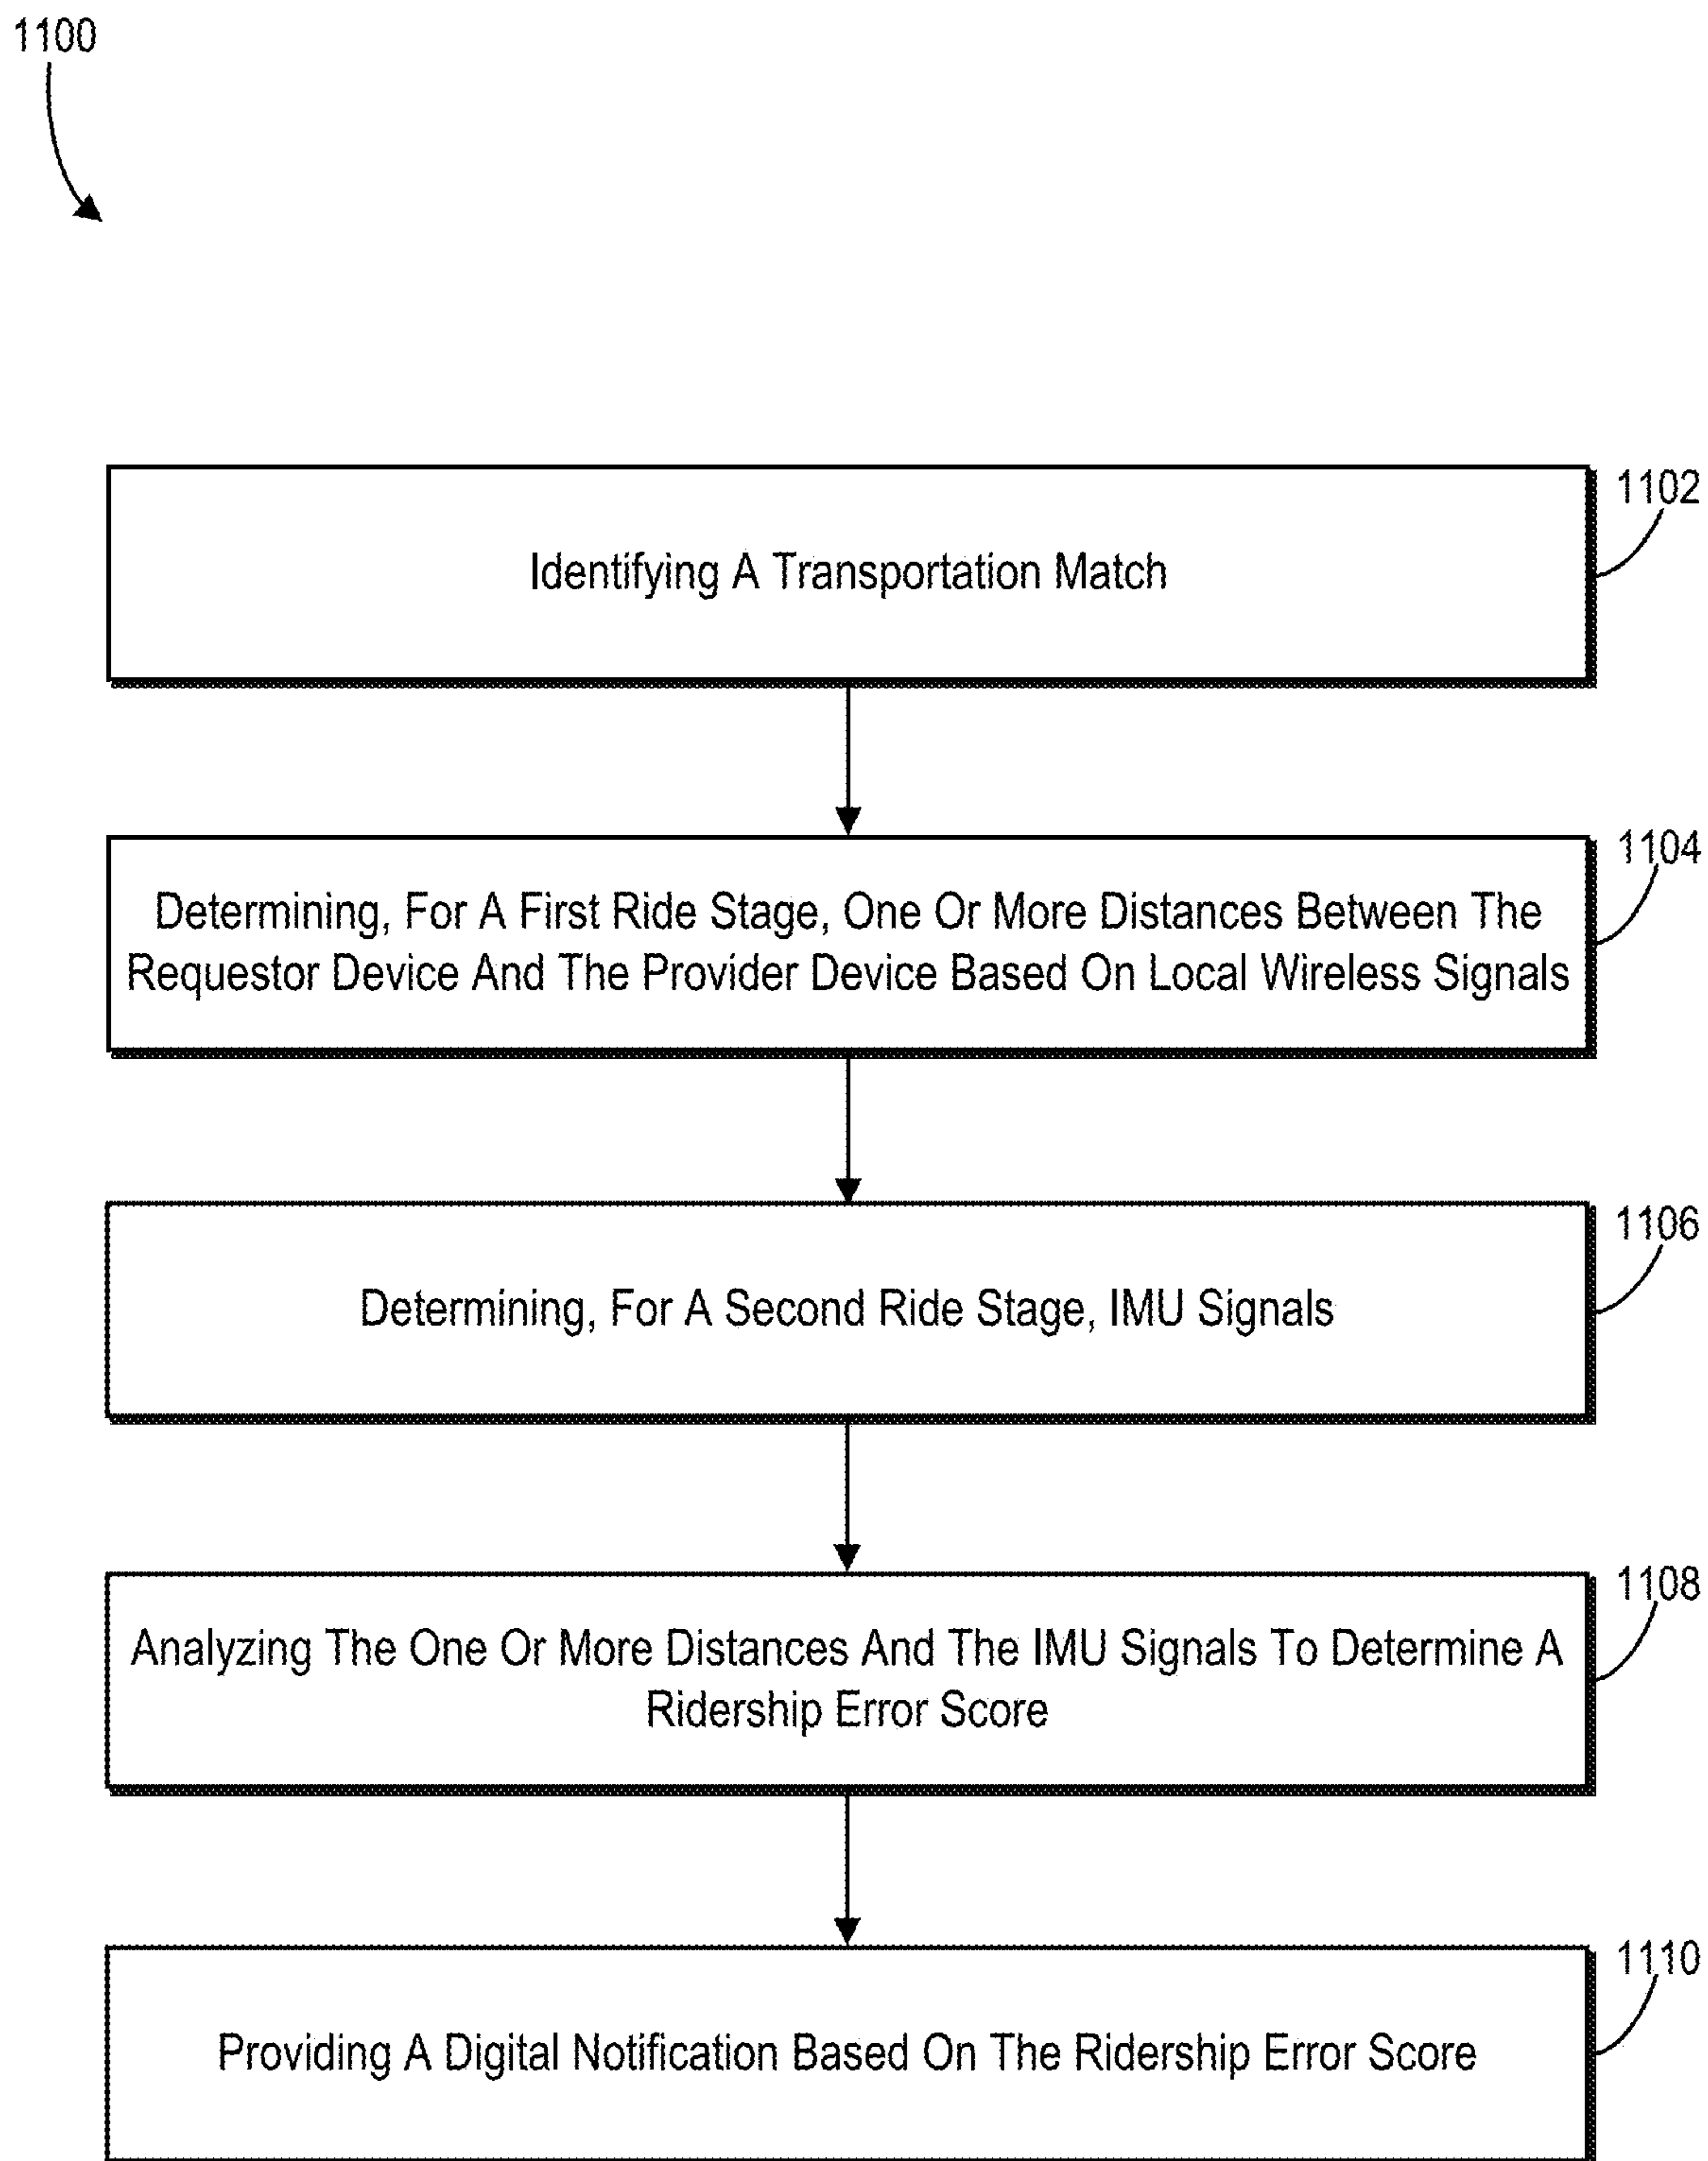 1100
1102
Identifying A Transportation Match
1104
Determining, For A First Ride Stage, One Or More Distances Between The
Requestor Device And The Provider Device Based On Local Wireless Signals
1106
Determining, For A Second Ride Stage, IMU Signals
1108
Analyzing The One Or More Distances And The IMU Signals To Determine A
Ridership Error Score
1110
Providing A Digital Notification Based On The Ridership Error Score